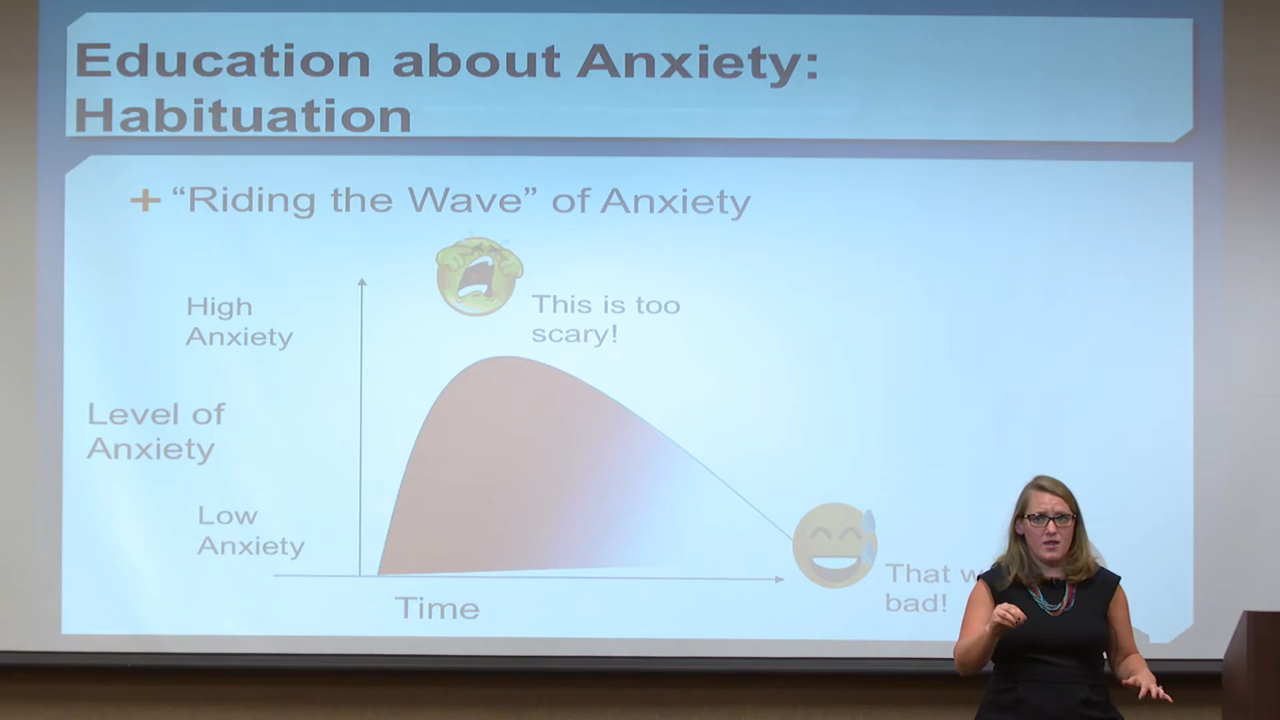 Education about Anxiety:
Habituation
+ “Riding the Wave” of Anxiety
High
Anxiety
This is too
scary!
Level of
Anxiety
Low
Anxiety
Time
That
bad!